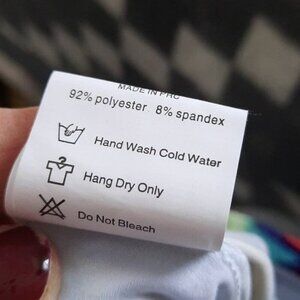 MADE IN PRC
92% polyester 8% spandex
Hand Wash Cold Water
Hang Dry Only
Do Not Bleach